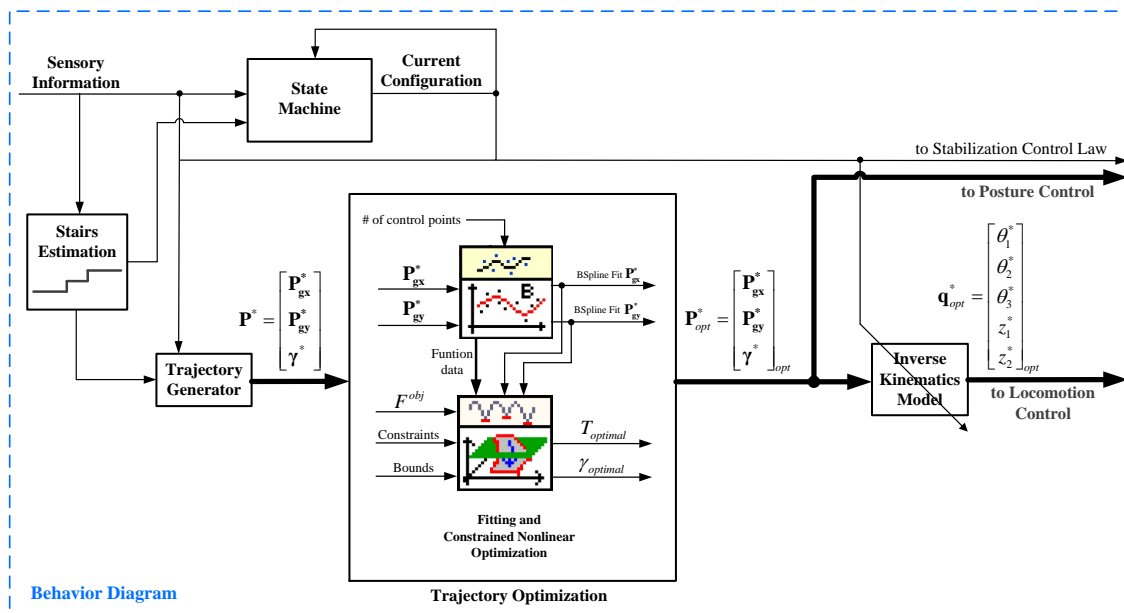 Sensory
Information
State
Machine
Current
Configuration
to Stabilization Control Law
to Posture Control
Stairs
Estimation
# of control points
P*gx
P*gy
BSpline Fit P*gx
BSpline Fit P*gy
P* = [P*gx
P*gy
γ*]
P*opt = [P*gx
P*gy
γ*]opt
q*opt = [θ*1
θ*2
θ*3
z*1
z*2]opt
Trajectory
Generator
Funtion
data
Inverse
Kinematics
Model
to Locomotion
Control
F^obj
Constraints
Bounds
T optimal
γ optimal
Fitting and
Constrained Nonlinear
Optimization
Behavior Diagram
Trajectory Optimization